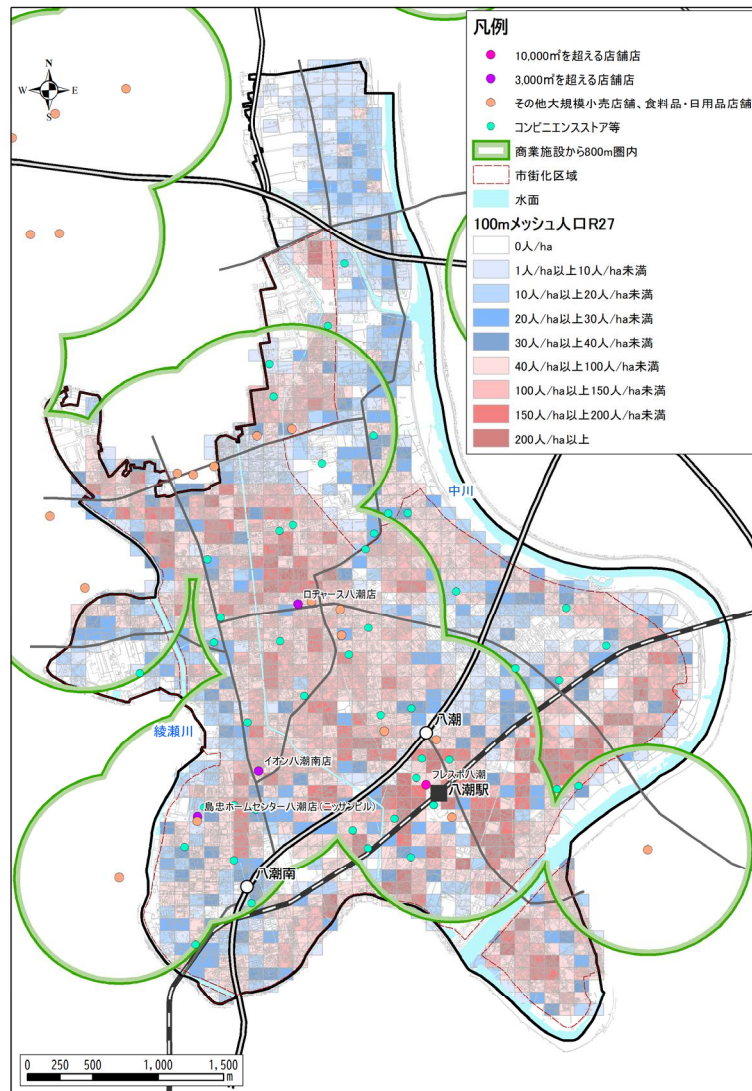 凡例
10,000㎡を超える店舗店
3,000㎡を超える店舗店
その他大規模小売店舗、食料品・日用品店舗
コンビニエンスストア等
商業施設から800m圏内
市街化区域
水面
100mメッシュ人口R27
0人/ha
1人/ha以上10人/ha未満
10人/ha以上20人/ha未満
20人/ha以上30人/ha未満
30人/ha以上40人/ha未満
40人/ha以上100人/ha未満
100人/ha以上150人/ha未満
150人/ha以上200人/ha未満
200人/ha以上
N
W
E
S
中川
ロヂャース八潮店
綾瀬川
八潮
イオン八潮南店
フレスポ八潮
八潮駅
島忠ホームセンター八潮店(ニッサンビル)
八潮南
0 250 500 1,000 1,500
m